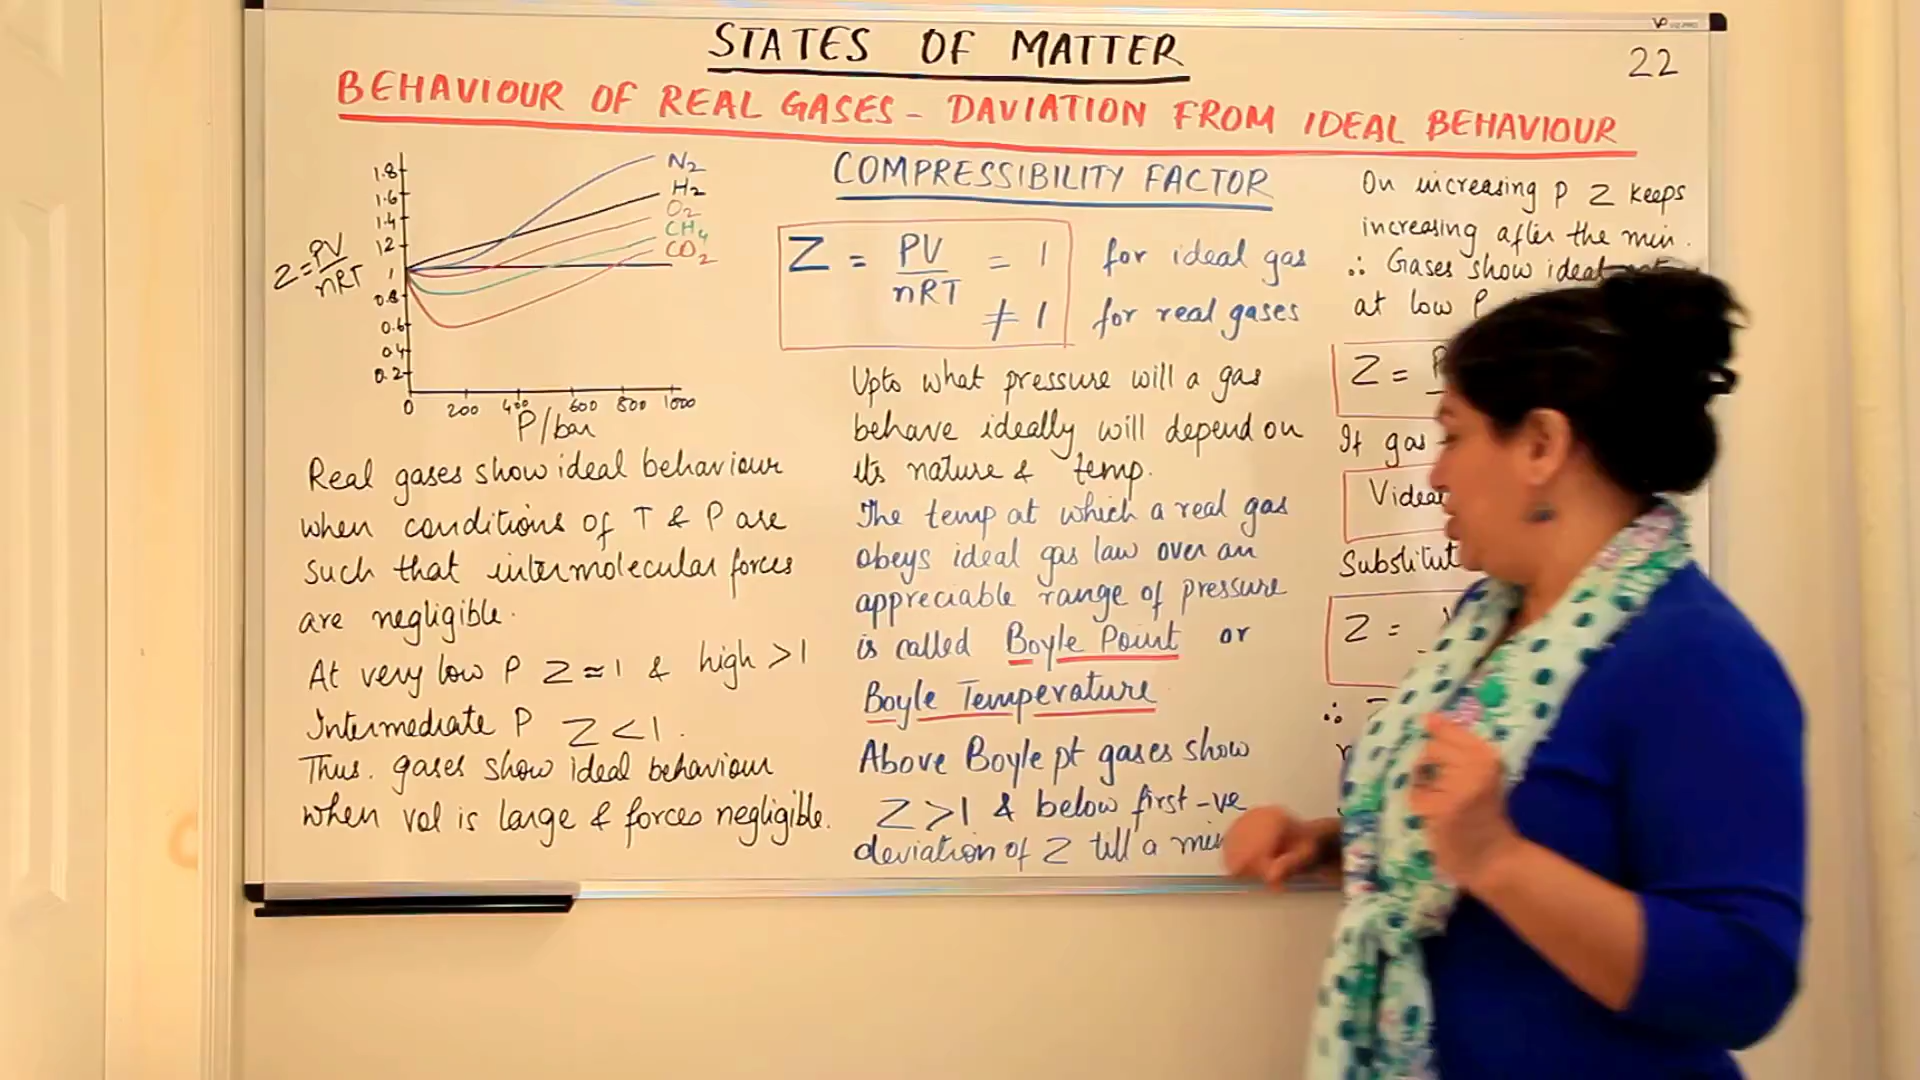 STATES OF MATTER
22
BEHAVIOUR OF REAL GASES - DAVIATION FROM IDEAL BEHAVIOUR
1.8
1.6
1.4
1.2
1
0.8
0.6
0.4
0.2
Z = PV/nRT
N2
H2
O2
CH4
CO2
0 200 400 600 800 1000
P/bar
Real gases show ideal behaviour
when conditions of T & P are
such that intermolecular forces
are negligible.
At very low P Z ≈ 1 & high > 1
Intermediate P Z < 1.
Thus. gases show ideal behaviour
when vol is large & forces negligible.
COMPRESSIBILITY FACTOR
Z = PV/nRT = 1 for ideal gas
≠ 1 for real gases
Upto what pressure will a gas
behave ideally will depend on
its nature & temp.
The temp at which a real gas
obeys ideal gas law over an
appreciable range of pressure
is called Boyle Point or
Boyle Temperature
Above Boyle pt gases show
Z > 1 & below first -ve
deviation of Z till a min
On increasing P Z keeps
increasing after the min.
∴ Gases show ideal
at low P
Z =
If gas
Videal
Substitut
Z =
∴ Z